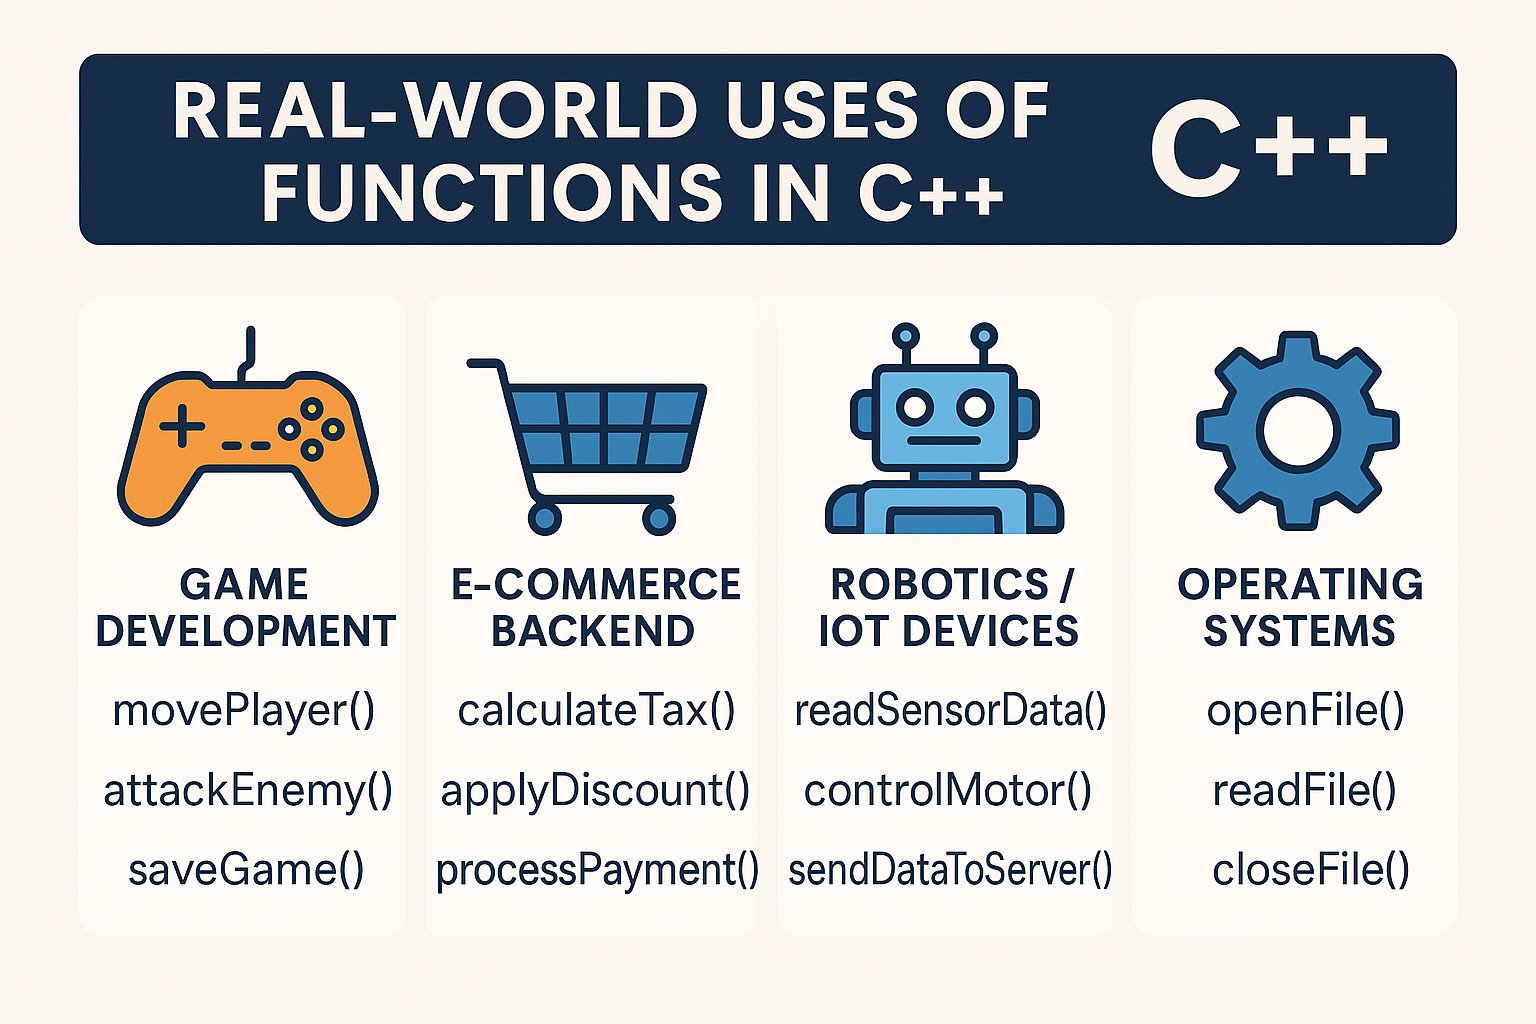 REAL-WORLD USES OF
FUNCTIONS IN C++
C++
GAME
DEVELOPMENT
movePlayer()
attackEnemy()
saveGame()
E-COMMERCE
BACKEND
calculateTax()
applyDiscount()
processPayment()
ROBOTICS /
IOT DEVICES
readSensorData()
controlMotor()
sendDataToServer()
OPERATING
SYSTEMS
openFile()
readFile()
closeFile()